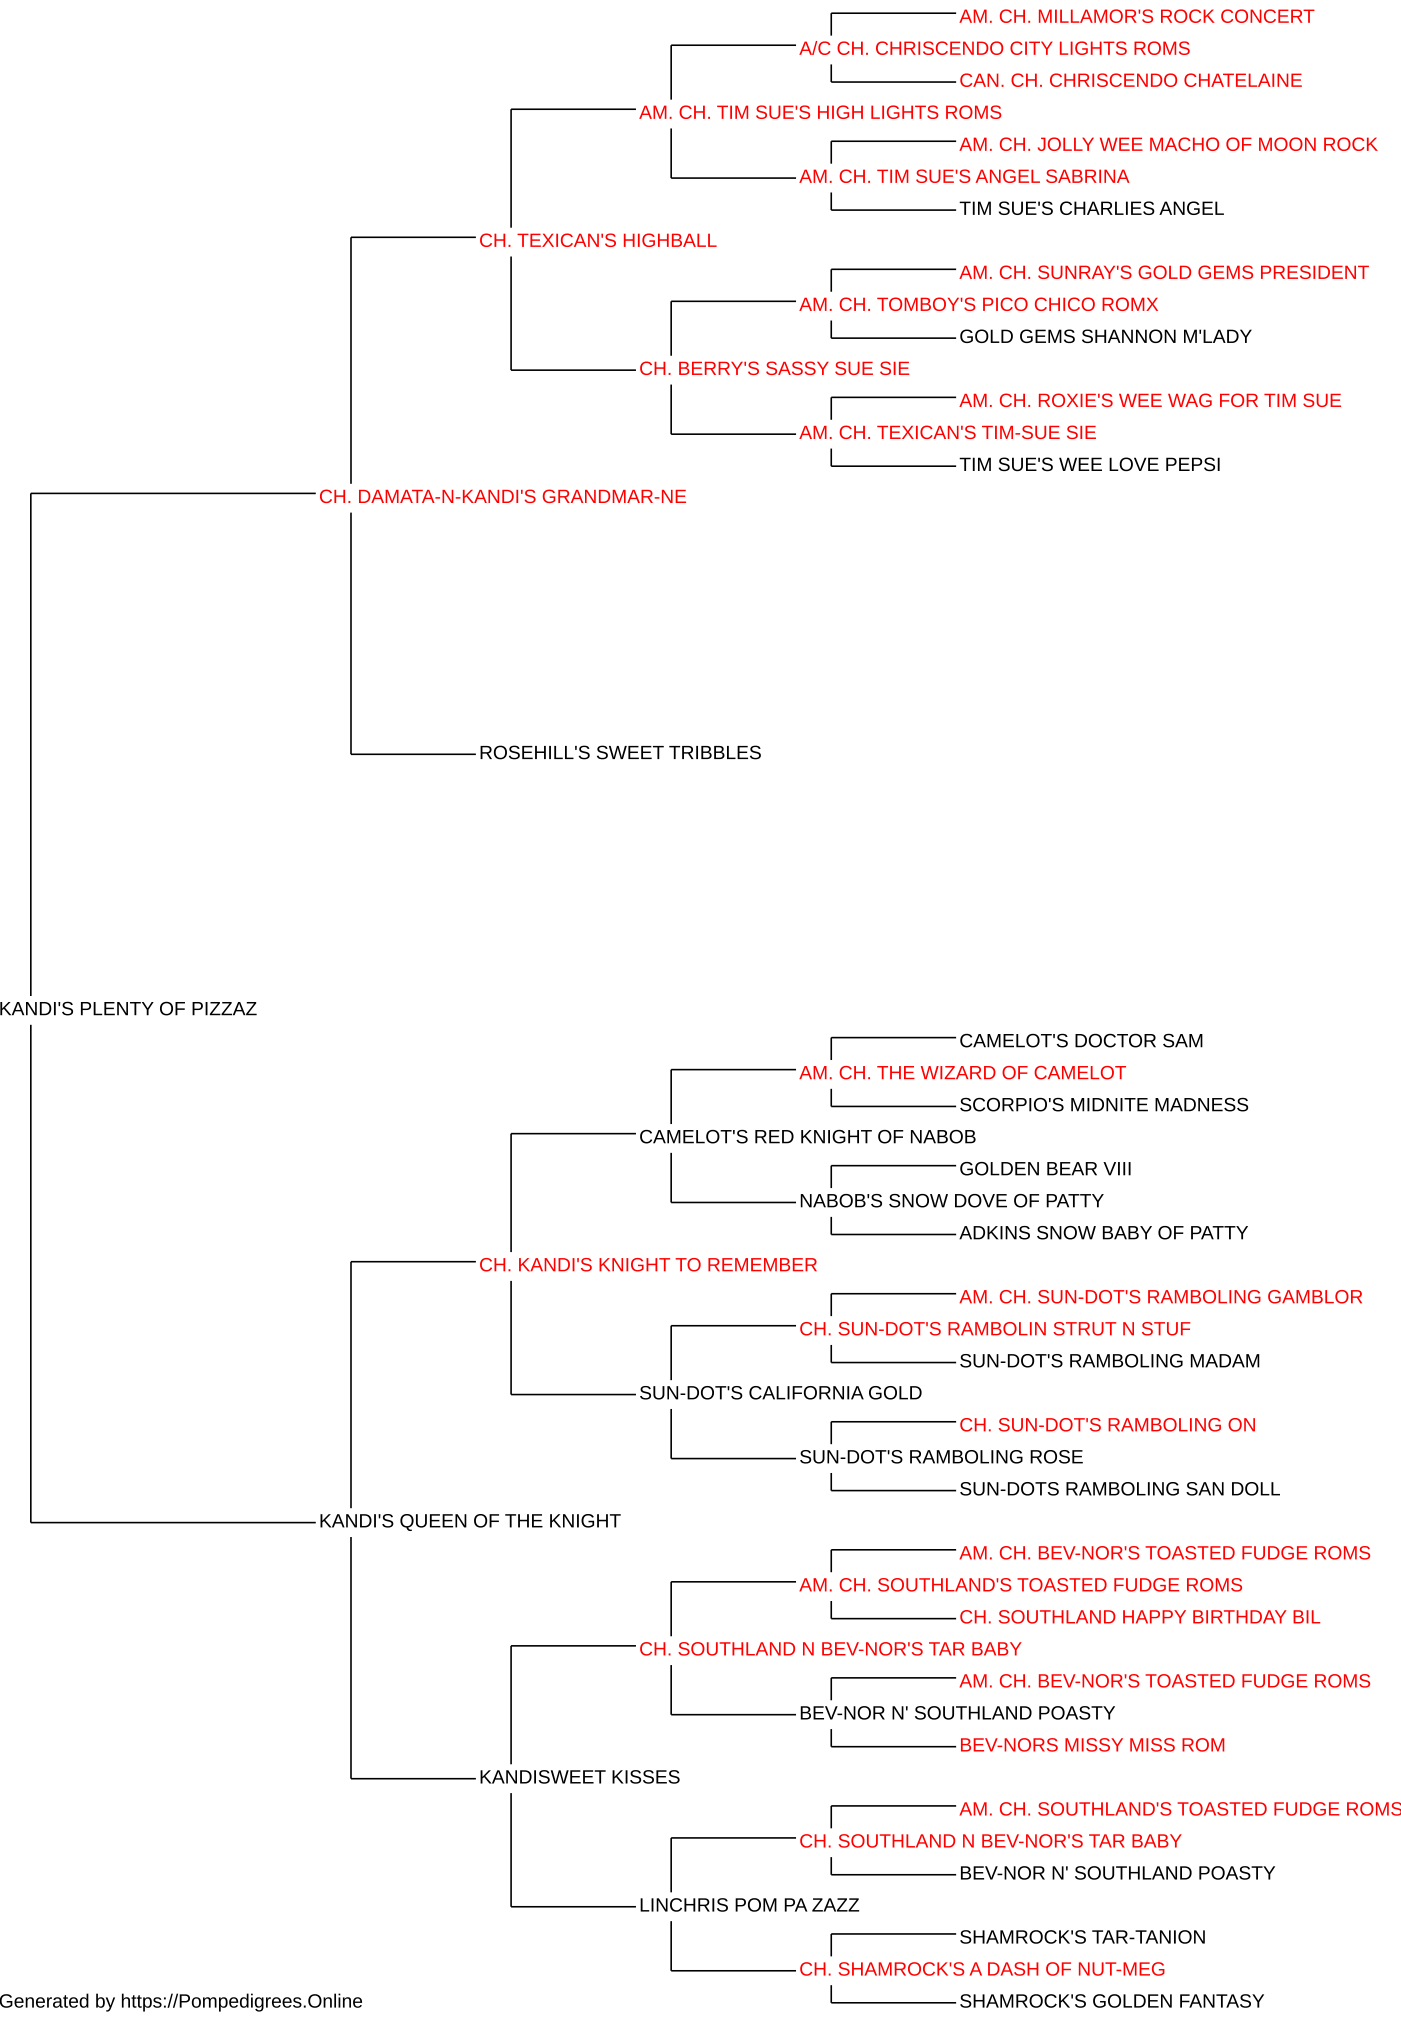 AM. CH. MILLAMOR'S ROCK CONCERT
A/C CH. CHRISCENDO CITY LIGHTS ROMS
CAN. CH. CHRISCENDO CHATELAINE
AM. CH. TIM SUE'S HIGH LIGHTS ROMS
AM. CH. JOLLY WEE MACHO OF MOON ROCK
AM. CH. TIM SUE'S ANGEL SABRINA
TIM SUE'S CHARLIES ANGEL
CH. TEXICAN'S HIGHBALL
AM. CH. SUNRAY'S GOLD GEMS PRESIDENT
AM. CH. TOMBOY'S PICO CHICO ROMX
GOLD GEMS SHANNON M'LADY
CH. BERRY'S SASSY SUE SIE
AM. CH. ROXIE'S WEE WAG FOR TIM SUE
AM. CH. TEXICAN'S TIM-SUE SIE
TIM SUE'S WEE LOVE PEPSI
CH. DAMATA-N-KANDI'S GRANDMAR-NE
ROSEHILL'S SWEET TRIBBLES
KANDI'S PLENTY OF PIZZAZ
CAMELOT'S DOCTOR SAM
AM. CH. THE WIZARD OF CAMELOT
SCORPIO'S MIDNITE MADNESS
CAMELOT'S RED KNIGHT OF NABOB
GOLDEN BEAR VIII
NABOB'S SNOW DOVE OF PATTY
ADKINS SNOW BABY OF PATTY
CH. KANDI'S KNIGHT TO REMEMBER
AM. CH. SUN-DOT'S RAMBOLING GAMBLOR
CH. SUN-DOT'S RAMBOLIN STRUT N STUF
SUN-DOT'S RAMBOLING MADAM
SUN-DOT'S CALIFORNIA GOLD
CH. SUN-DOT'S RAMBOLING ON
SUN-DOT'S RAMBOLING ROSE
SUN-DOTS RAMBOLING SAN DOLL
KANDI'S QUEEN OF THE KNIGHT
AM. CH. BEV-NOR'S TOASTED FUDGE ROMS
AM. CH. SOUTHLAND'S TOASTED FUDGE ROMS
CH. SOUTHLAND HAPPY BIRTHDAY BIL
CH. SOUTHLAND N BEV-NOR'S TAR BABY
AM. CH. BEV-NOR'S TOASTED FUDGE ROMS
BEV-NOR N' SOUTHLAND POASTY
BEV-NORS MISSY MISS ROM
KANDISWEET KISSES
AM. CH. SOUTHLAND'S TOASTED FUDGE ROMS
CH. SOUTHLAND N BEV-NOR'S TAR BABY
BEV-NOR N' SOUTHLAND POASTY
LINCHRIS POM PA ZAZZ
SHAMROCK'S TAR-TANION
CH. SHAMROCK'S A DASH OF NUT-MEG
SHAMROCK'S GOLDEN FANTASY
Generated by https://Pompedigrees.Online